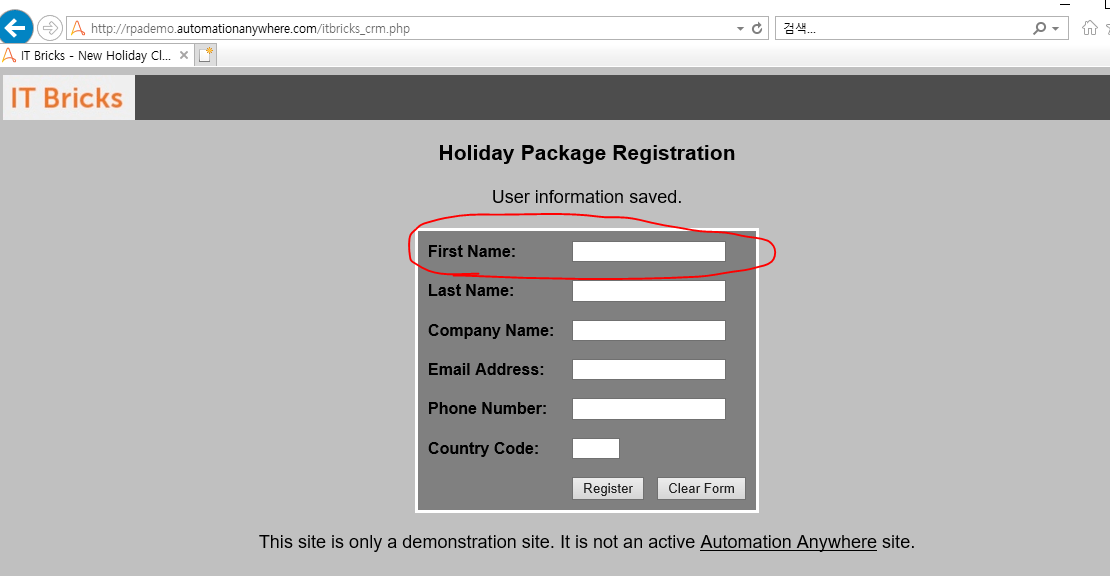 http://rpademo.automationanywhere.com/itbricks_crm.php
검색...
IT Bricks - New Holiday Cl...
IT Bricks
Holiday Package Registration
User information saved.
First Name:
Last Name:
Company Name:
Email Address:
Phone Number:
Country Code:
Register Clear Form
This site is only a demonstration site. It is not an active Automation Anywhere site.